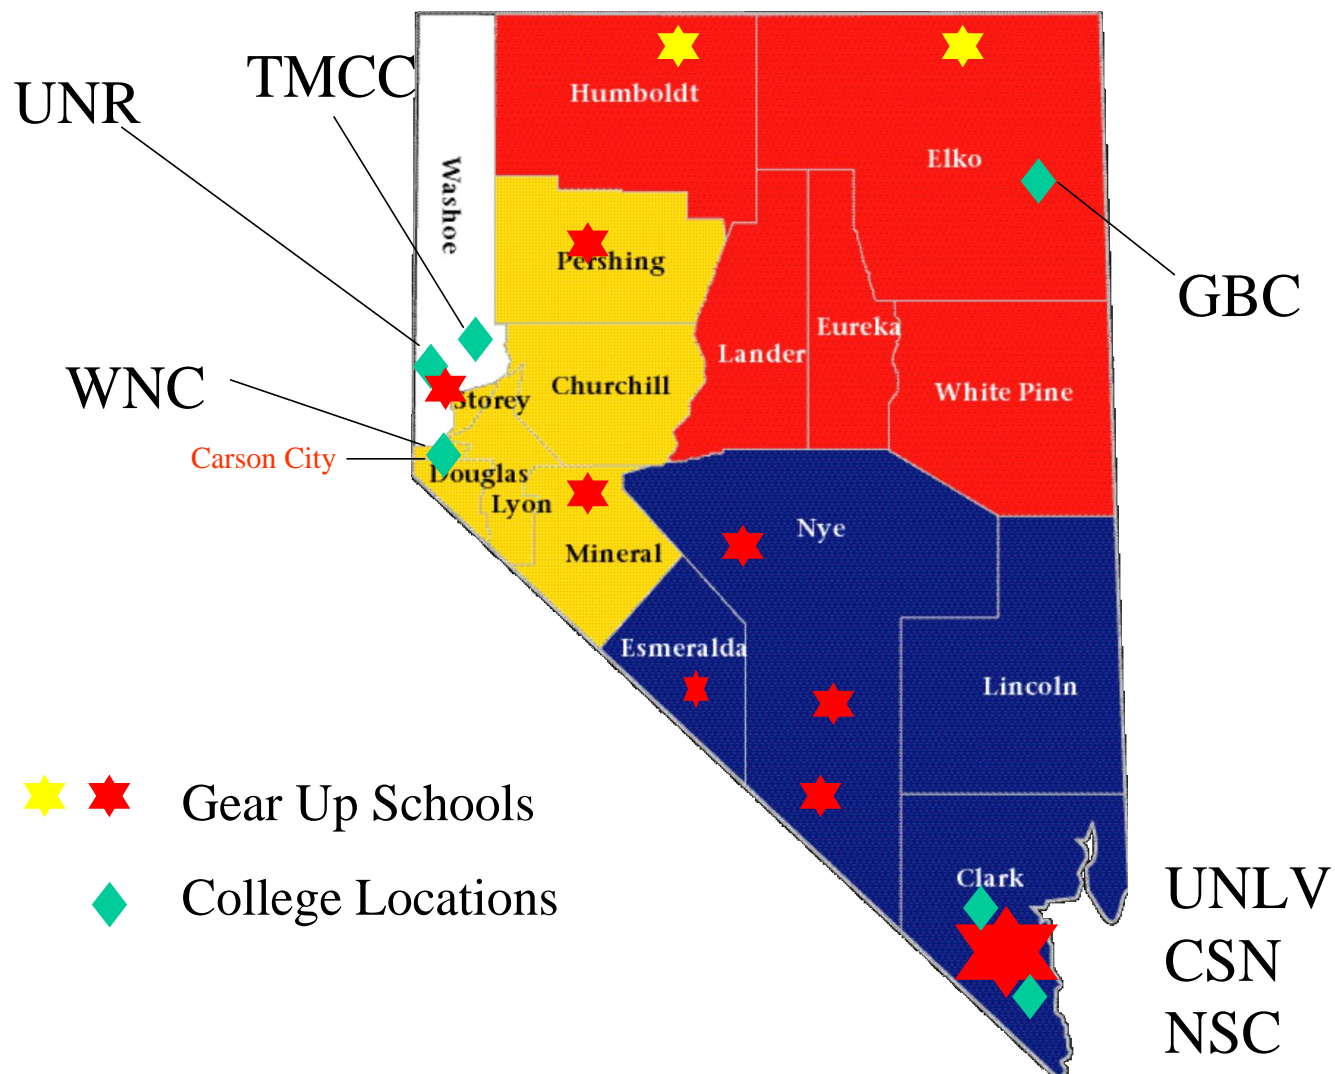 TMCC
UNR
Humboldt
Elko
Washoe
Pershing
GBC
Eureka
Lander
WNC
Churchill
White Pine
Storey
Carson City
Douglas
Lyon
Nye
Mineral
Esmeralda
Lincoln
Gear Up Schools
College Locations
Clark
UNLV
CSN
NSC